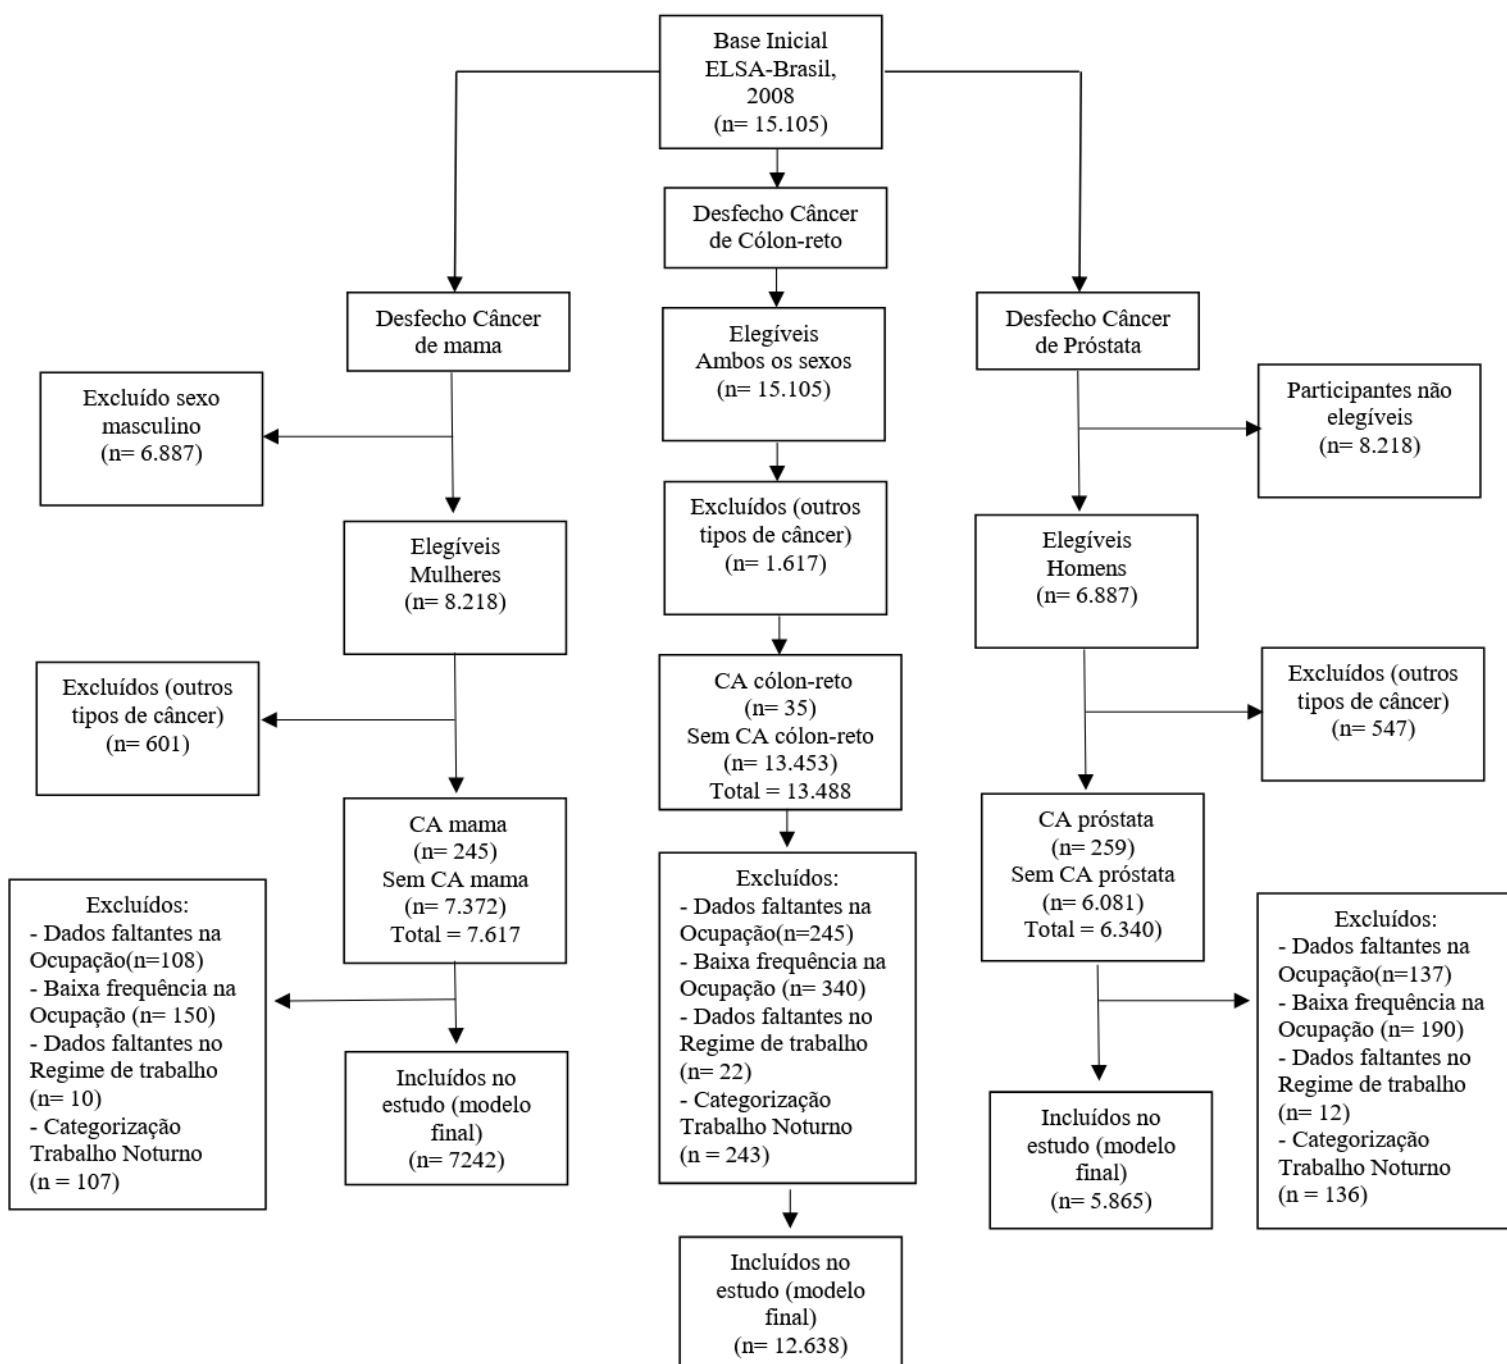 Base Inicial
ELSA-Brasil,
2008
(n= 15.105)
Desfecho Câncer
de mama
Excluído sexo
masculino
(n= 6.887)
Elegíveis
Mulheres
(n= 8.218)
Excluídos (outros
tipos de câncer)
(n= 601)
CA mama
(n= 245)
Sem CA mama
(n= 7.372)
Total = 7.617
Excluídos:
- Dados faltantes na
Ocupação(n=108)
- Baixa frequência na
Ocupação (n= 150)
- Dados faltantes no
Regime de trabalho
(n= 10)
- Categorização
Trabalho Noturno
(n = 107)
Incluídos no
estudo (modelo
final)
(n= 7242)
Desfecho Câncer
de Cólon-reto
Elegíveis
Ambos os sexos
(n= 15.105)
Excluídos (outros
tipos de câncer)
(n= 1.617)
CA cólon-reto
(n= 35)
Sem CA cólon-reto
(n= 13.453)
Total = 13.488
Excluídos:
- Dados faltantes na
Ocupação(n=245)
- Baixa frequência na
Ocupação (n= 340)
- Dados faltantes no
Regime de trabalho
(n= 22)
- Categorização
Trabalho Noturno
(n = 243)
Incluídos no
estudo (modelo
final)
(n= 12.638)
Desfecho Câncer
de Próstata
Participantes não
elegíveis
(n= 8.218)
Elegíveis
Homens
(n= 6.887)
Excluídos (outros
tipos de câncer)
(n= 547)
CA próstata
(n= 259)
Sem CA próstata
(n= 6.081)
Total = 6.340)
Excluídos:
- Dados faltantes na
Ocupação(n=137)
- Baixa frequência na
Ocupação (n= 190)
- Dados faltantes no
Regime de trabalho
(n= 12)
- Categorização
Trabalho Noturno
(n = 136)
Incluídos no
estudo (modelo
final)
(n= 5.865)